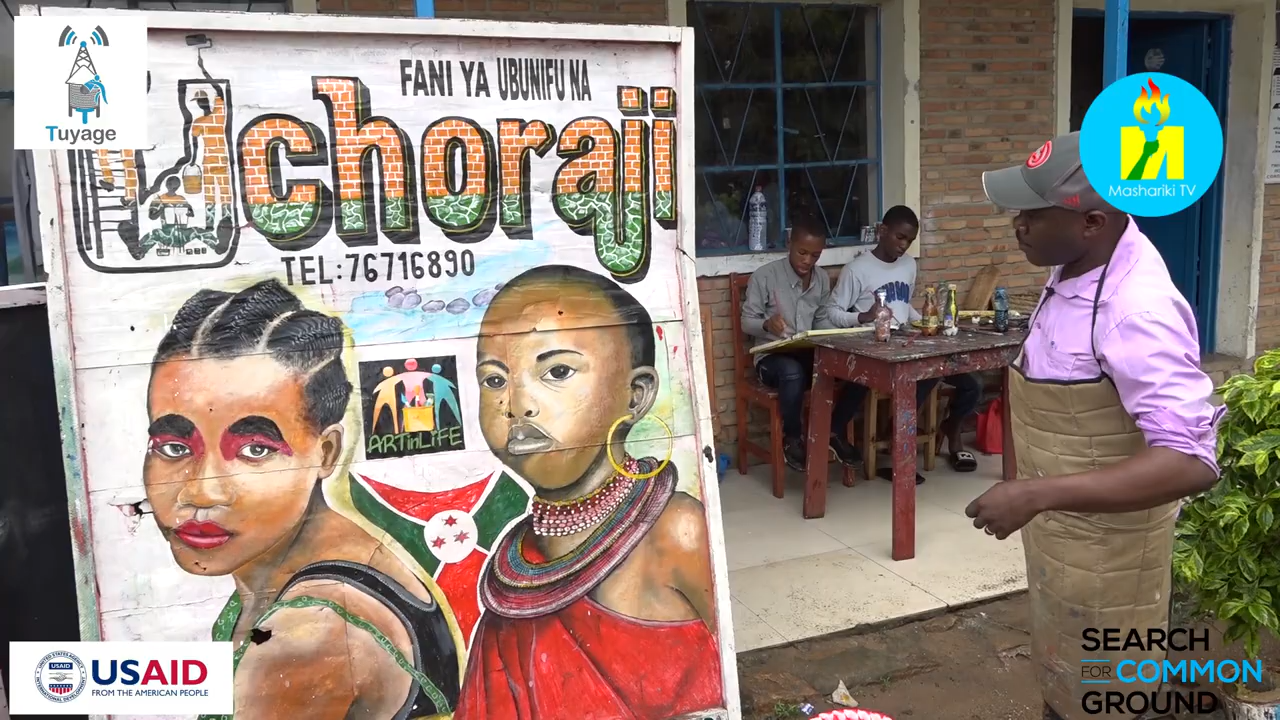 Tuyage
FANI YA UBUNIFU NA
Uchoraji
TEL:76716890
ARTinLiFE
Mashariki TV
USAID
FROM THE AMERICAN PEOPLE
SEARCH
FOR COMMON
GROUND